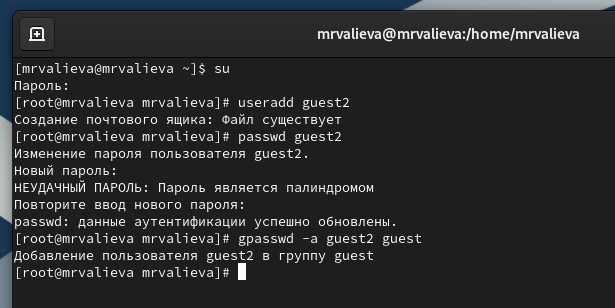 mrvalieva@mrvalieva:/home/mrvalieva
[mrvalieva@mrvalieva ~]$ su
Пароль:
[root@mrvalieva mrvalieva]# useradd guest2
Создание почтового ящика: Файл существует
[root@mrvalieva mrvalieva]# passwd guest2
Изменение пароля пользователя guest2.
Новый пароль:
НЕУДАЧНЫЙ ПАРОЛЬ: Пароль является палиндромом
Повторите ввод нового пароля:
passwd: данные аутентификации успешно обновлены.
[root@mrvalieva mrvalieva]# gpasswd -a guest2 guest
Добавление пользователя guest2 в группу guest
[root@mrvalieva mrvalieva]#